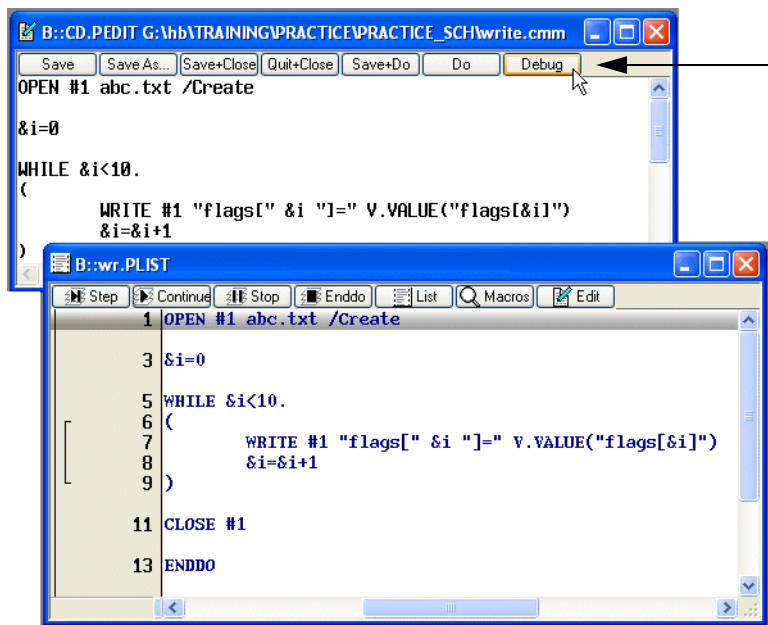 B::CD.PEDIT G:\hb\TRAINING\PRACTICE\PRACTICE_SCH\write.cmm
Save Save As... Save+Close Quit+Close Save+Do Do Debug
OPEN #1 abc.txt /Create
&i=0
WHILE &i<10.
(
WRITE #1 "flags[" &i "]=" V.VALUE("flags[&i]")
&i=&i+1
)
B::wr.PLIST
Step Continue Stop Enddo List Macros Edit
1 OPEN #1 abc.txt /Create
3 &i=0
5 WHILE &i<10.
6 (
7 WRITE #1 "flags[" &i "]=" V.VALUE("flags[&i]")
8 &i=&i+1
9 )
11 CLOSE #1
13 ENDDO